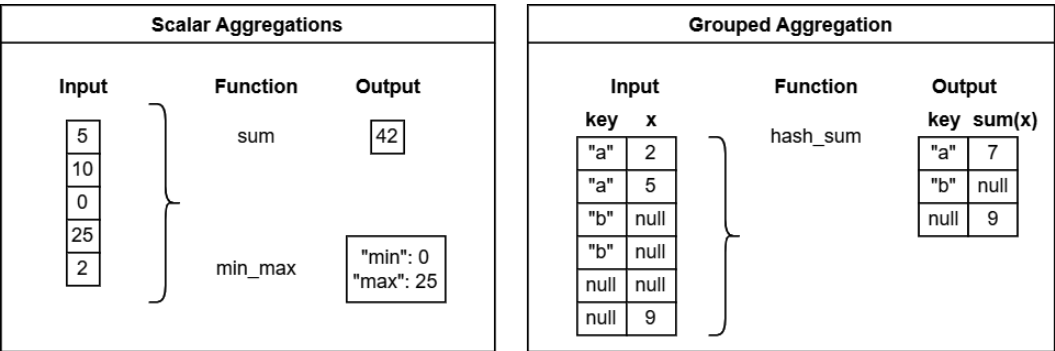 Scalar Aggregations
Input Function Output
5 sum 42
10
0
25
2 min_max "min": 0
"max": 25
Grouped Aggregation
Input Function Output
key x hash_sum key sum(x)
"a" 2 "a" 7
"a" 5 "b" null
"b" null null 9
"b" null
null null
null 9